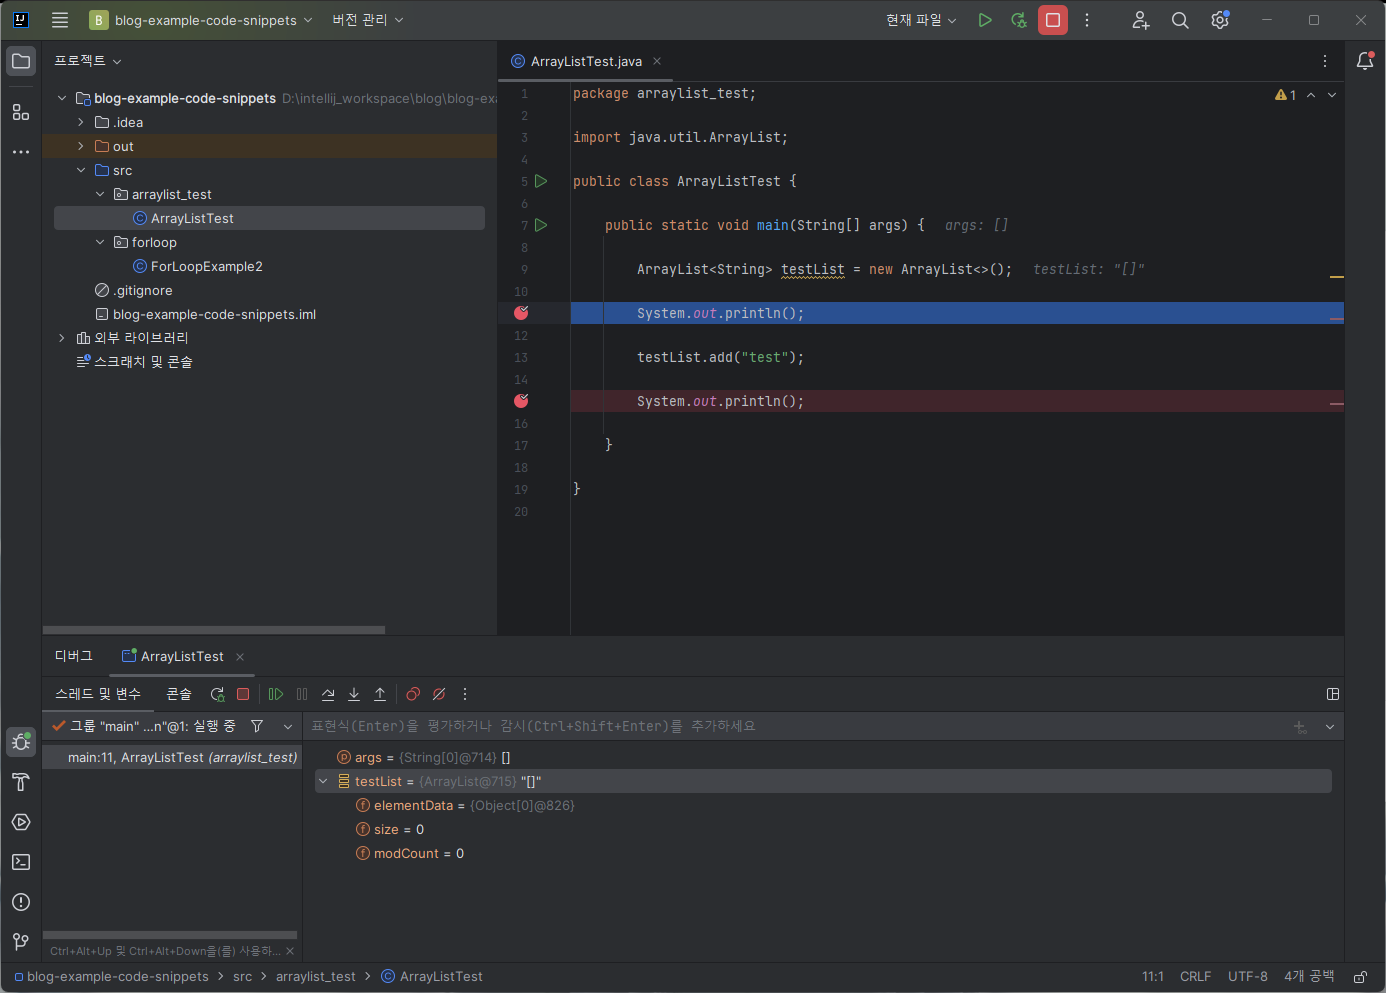 B blog-example-code-snippets 버전 관리 현재 파일
프로젝트
ArrayListTest.java
blog-example-code-snippets D:\intellij_workspace\blog\blog-exa
.idea
out
src
arraylist_test
ArrayListTest
forloop
ForLoopExample2
.gitignore
blog-example-code-snippets.iml
외부 라이브러리
스크래치 및 콘솔
1 package arraylist_test; 1
2
3 import java.util.ArrayList;
4
5 public class ArrayListTest {
6
7 public static void main(String[] args) { args: []
8
9 ArrayList<String> testList = new ArrayList<>(); testList: "[]"
10
System.out.println();
12
13 testList.add("test");
14
System.out.println();
16
17 }
18
19 }
20
디버그 ArrayListTest
스레드 및 변수 콘솔
그룹 "main" ...n"@1: 실행 중 표현식(Enter)을 평가하거나 감시(Ctrl+Shift+Enter)를 추가하세요
main:11, ArrayListTest (arraylist_test)
args = {String[0]@714} []
testList = {ArrayList@715} "[]"
elementData = {Object[0]@826}
size = 0
modCount = 0
Ctrl+Alt+Up 및 Ctrl+Alt+Down을(를) 사용하...
blog-example-code-snippets > src > arraylist_test > ArrayListTest 11:1 CRLF UTF-8 4개 공백